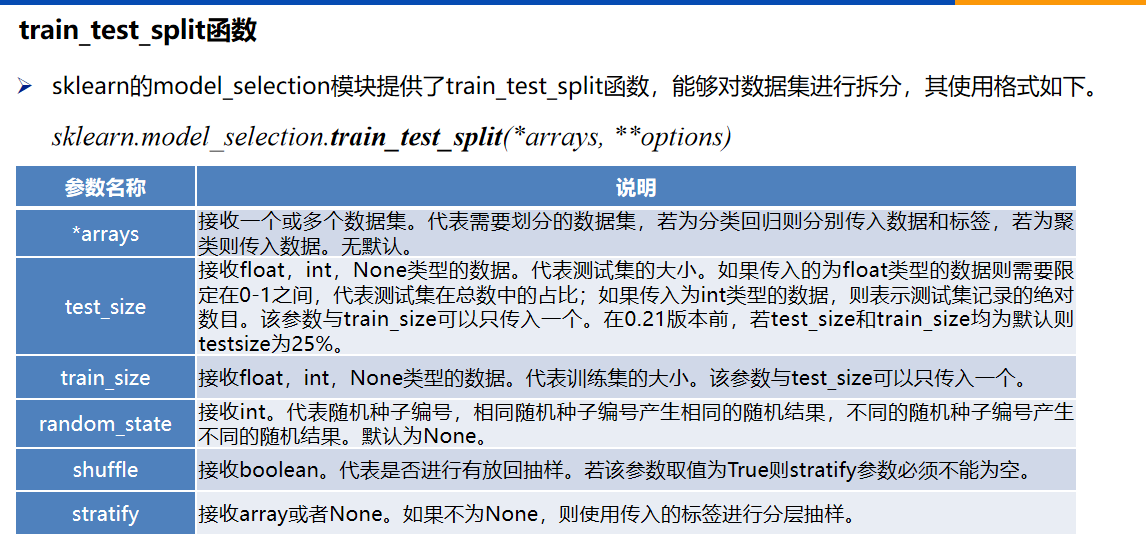 train_test_split函数
sklearn的model_selection模块提供了train_test_split函数，能够对数据集进行拆分，其使用格式如下。
sklearn.model_selection.train_test_split(*arrays, **options)
参数名称 说明
*arrays
接收一个或多个数据集。代表需要划分的数据集，若为分类回归则分别传入数据和标签，若为聚
类则传入数据。无默认。
test_size
接收float，int，None类型的数据。代表测试集的大小。如果传入的为float类型的数据则需要限
定在0-1之间，代表测试集在总数中的占比；如果传入为int类型的数据，则表示测试集记录的绝对
数目。该参数与train_size可以只传入一个。在0.21版本前，若test_size和train_size均为默认则
testsize为25%。
train_size
接收float，int，None类型的数据。代表训练集的大小。该参数与test_size可以只传入一个。
random_state
接收int。代表随机种子编号，相同随机种子编号产生相同的随机结果，不同的随机种子编号产生
不同的随机结果。默认为None。
shuffle
接收boolean。代表是否进行有放回抽样。若该参数取值为True则stratify参数必须不能为空。
stratify
接收array或者None。如果不为None，则使用传入的标签进行分层抽样。